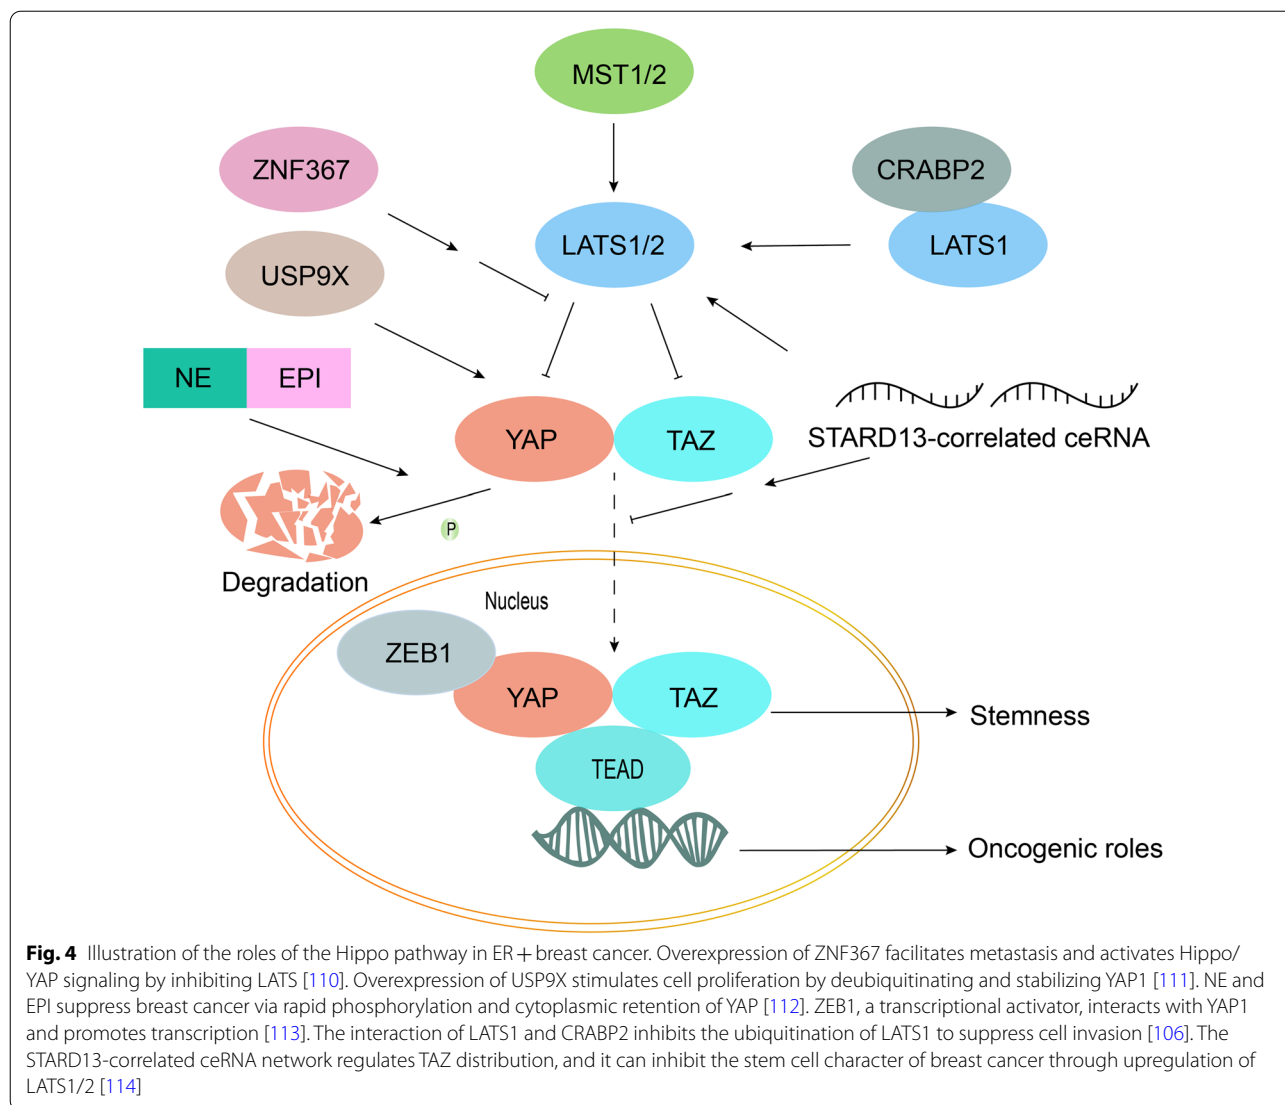 MST1/2
ZNF367
CRABP2
LATS1/2
LATS1
USP9X
NE
EPI
YAP
TAZ
STARD13-correlated ceRNA
P
Degradation
Nucleus
ZEB1
YAP
TAZ
Stemness
TEAD
Oncogenic roles
Fig. 4 Illustration of the roles of the Hippo pathway in ER + breast cancer. Overexpression of ZNF367 facilitates metastasis and activates Hippo/
YAP signaling by inhibiting LATS [110]. Overexpression of USP9X stimulates cell proliferation by deubiquitinating and stabilizing YAP1 [111]. NE and
EPI suppress breast cancer via rapid phosphorylation and cytoplasmic retention of YAP [112]. ZEB1, a transcriptional activator, interacts with YAP1
and promotes transcription [113]. The interaction of LATS1 and CRABP2 inhibits the ubiquitination of LATS1 to suppress cell invasion [106]. The
STARD13-correlated ceRNA network regulates TAZ distribution, and it can inhibit the stem cell character of breast cancer through upregulation of
LATS1/2 [114]